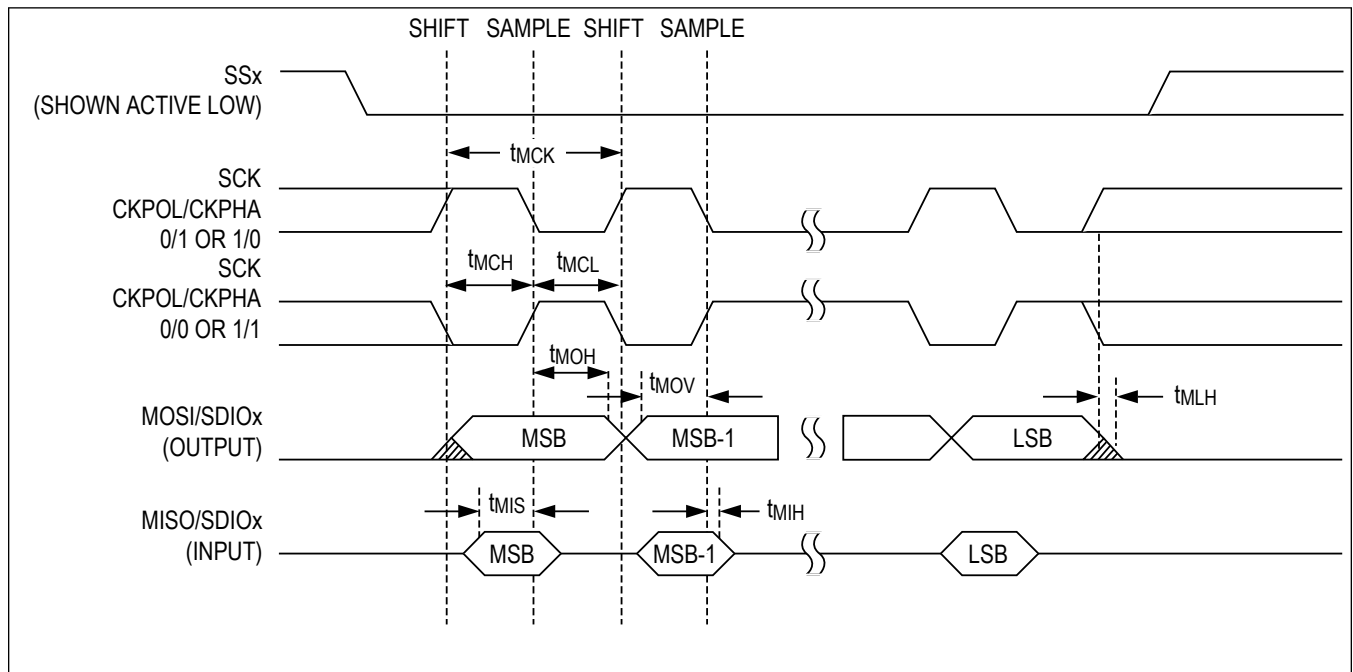 SHIFT SAMPLE SHIFT SAMPLE
SSx
(SHOWN ACTIVE LOW)
tMCK
SCK
CKPOL/CKPHA
0/1 OR 1/0
tMCH tMCL
SCK
CKPOL/CKPHA
0/0 OR 1/1
tMOH
tMOV
tMLH
MOSI/SDIOx
(OUTPUT)
MSB MSB-1 LSB
tMIS
tMIH
MISO/SDIOx
(INPUT)
MSB MSB-1 LSB